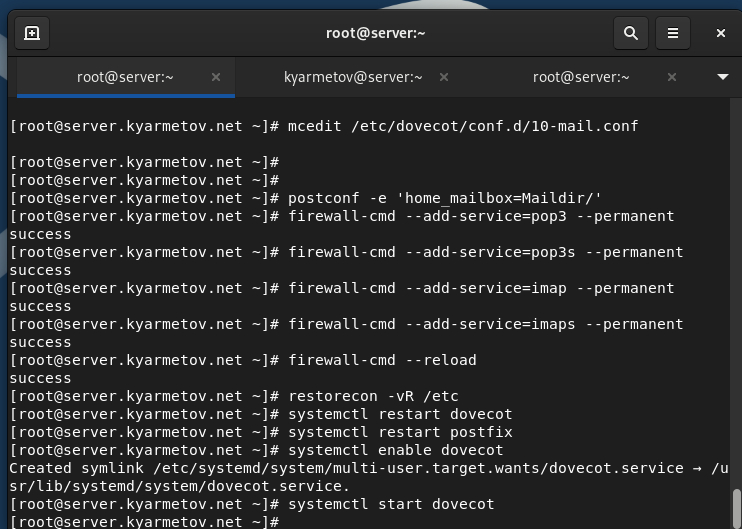 root@server:~
root@server:~
kyarmetov@server:~
root@server:~
[root@server.kyarmetov.net ~]# mcedit /etc/dovecot/conf.d/10-mail.conf
[root@server.kyarmetov.net ~]#
[root@server.kyarmetov.net ~]#
[root@server.kyarmetov.net ~]# postconf -e 'home_mailbox=Maildir/'
[root@server.kyarmetov.net ~]# firewall-cmd --add-service=pop3 --permanent
success
[root@server.kyarmetov.net ~]# firewall-cmd --add-service=pop3s --permanent
success
[root@server.kyarmetov.net ~]# firewall-cmd --add-service=imap --permanent
success
[root@server.kyarmetov.net ~]# firewall-cmd --add-service=imaps --permanent
success
[root@server.kyarmetov.net ~]# firewall-cmd --reload
success
[root@server.kyarmetov.net ~]# restorecon -vR /etc
[root@server.kyarmetov.net ~]# systemctl restart dovecot
[root@server.kyarmetov.net ~]# systemctl restart postfix
[root@server.kyarmetov.net ~]# systemctl enable dovecot
Created symlink /etc/systemd/system/multi-user.target.wants/dovecot.service → /u
sr/lib/systemd/system/dovecot.service.
[root@server.kyarmetov.net ~]# systemctl start dovecot
[root@server.kyarmetov.net ~]#